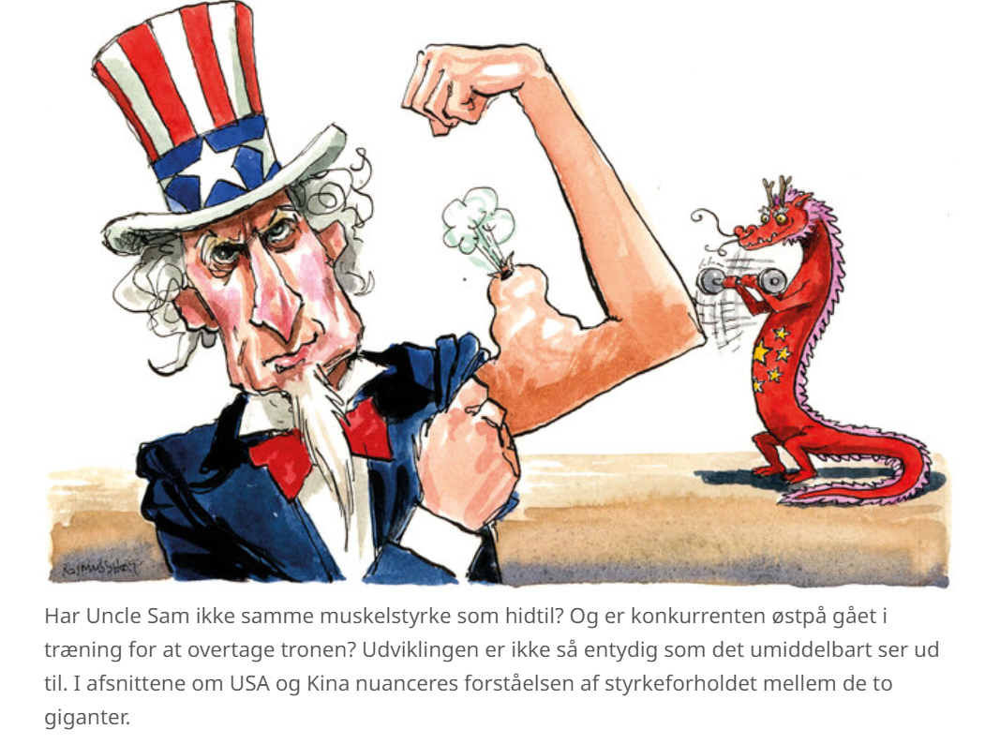 Har Uncle Sam ikke samme muskelstyrke som hidtil? Og er konkurrenten østpå gået i
træning for at overtage tronen? Udviklingen er ikke så entydig som det umiddelbart ser ud
til. I afsnittene om USA og Kina nuanceres forståelsen af styrkeforholdet mellem de to
giganter.